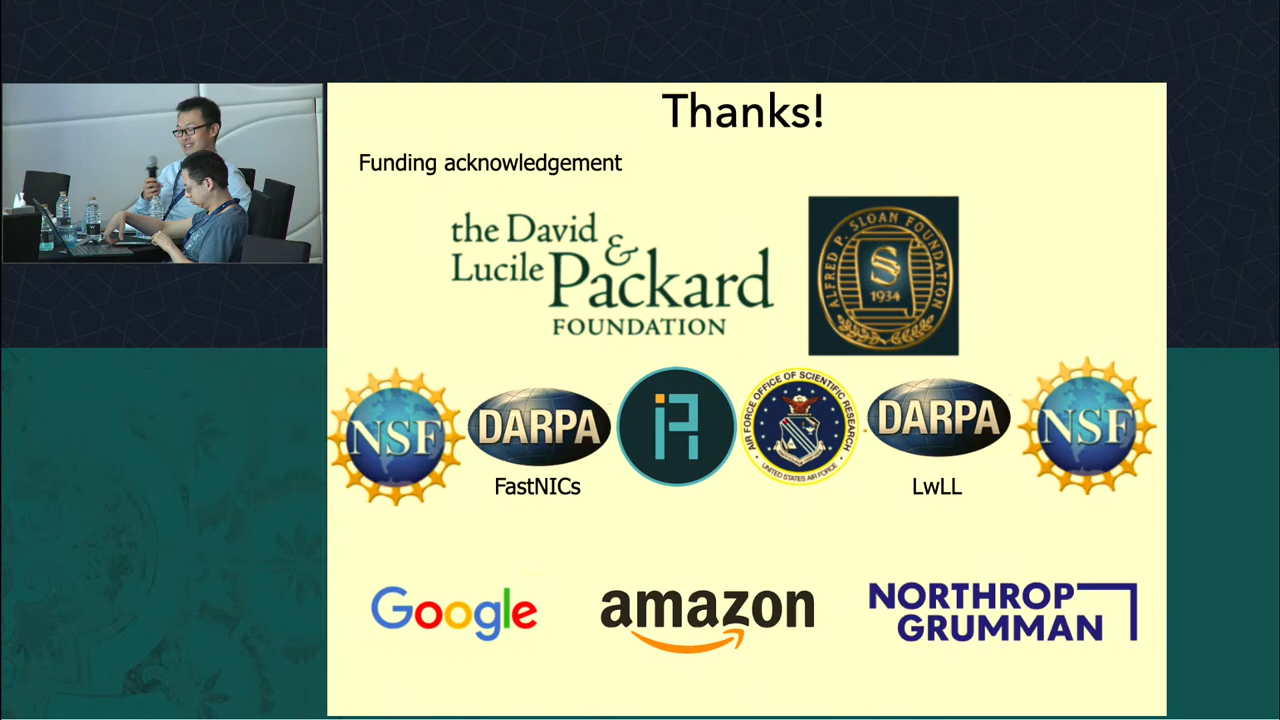 Thanks!
Funding acknowledgement
the David &
Lucile Packard
FOUNDATION
ALFRED P. SLOAN FOUNDATION
S
1934
NSF
DARPA
AIR FORCE OFFICE OF SCIENTIFIC RESEARCH
UNITED STATES AIR FORCE
DARPA
NSF
FastNICs
LwLL
Google
amazon
NORTHROP
GRUMMAN